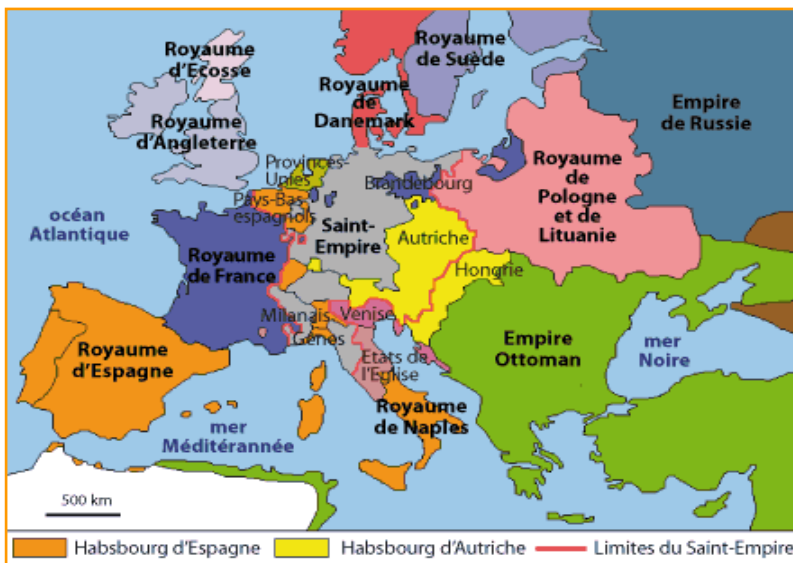 Royaume
d'Ecosse
Royaume
de Suède
Royaume
de
Danemark
Empire
de Russie
Royaume
d'Angleterre
Provinces-
Unies
Brandebourg
Royaume
de
Pologne
et de
Lituanie
Pays-Bas
espagnols
océan
Atlantique
Saint-
Empire
Autriche
Royaume
de France
Hongrie
Milanais
Venise
Gênes
Empire
Ottoman
mer
Noire
Royaume
d'Espagne
Etats de
l'Eglise
Royaume
de Naples
mer
Méditérannée
500 km
Habsbourg d'Espagne
Habsbourg d'Autriche
Limites du Saint-Empire